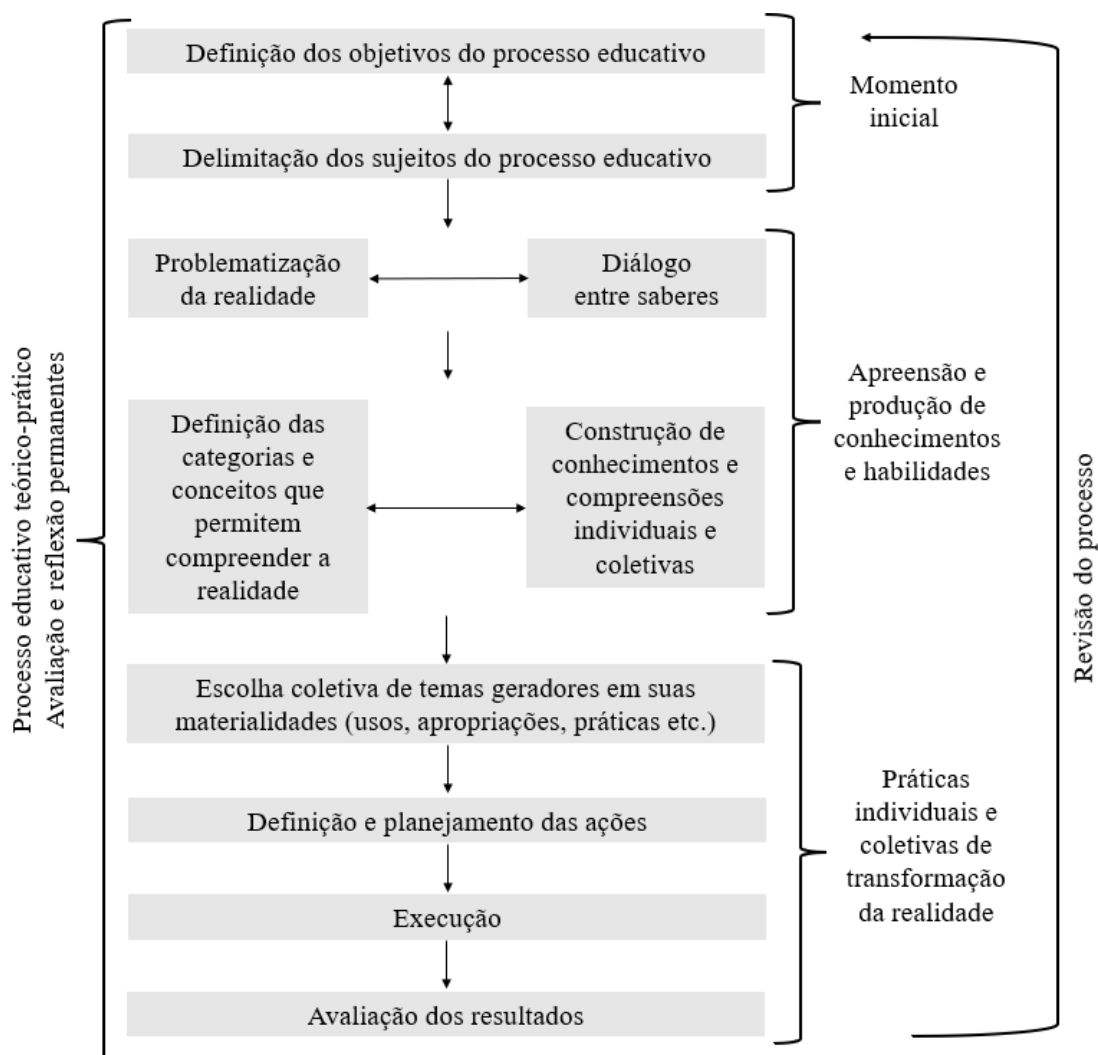 Definição dos objetivos do processo educativo
Delimitação dos sujeitos do processo educativo
Momento
inicial
Problematização
da realidade
Diálogo
entre saberes
Definição das
categorias e
conceitos que
permitem
compreender a
realidade
Construção de
conhecimentos e
compreensões
individuais e
coletivas
Apreensão e
produção de
conhecimentos
e habilidades
Escolha coletiva de temas geradores em suas
materialidades (usos, apropriações, práticas etc.)
Definição e planejamento das ações
Execução
Avaliação dos resultados
Práticas
individuais e
coletivas de
transformação
da realidade
Processo educativo teórico-prático
Avaliação e reflexão permanentes
Revisão do processo